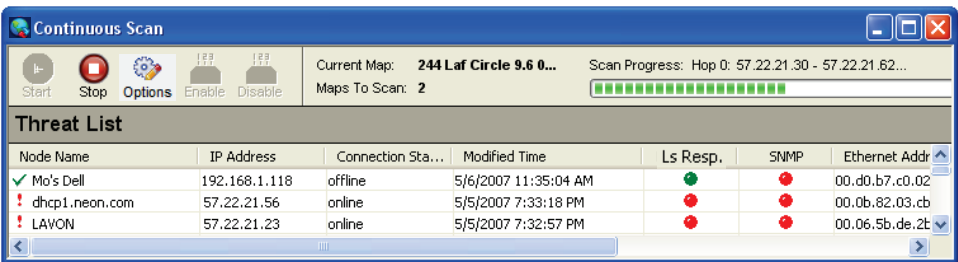 Continuous Scan
Start Stop Options Enable Disable
Current Map: 244 Laf Circle 9.6 0... Scan Progress: Hop 0: 57.22.21.30 - 57.22.21.62...
Maps To Scan: 2
Threat List
Node Name IP Address Connection Sta... Modified Time Ls Resp. SNMP Ethernet Addr
Mo's Dell 192.168.1.118 offline 5/6/2007 11:35:04 AM 00.d0.b7.c0.02
dhcp1.neon.com 57.22.21.56 online 5/5/2007 7:33:18 PM 00.0b.82.03.cb
LAVON 57.22.21.23 online 5/5/2007 7:32:57 PM 00.06.5b.de.2b